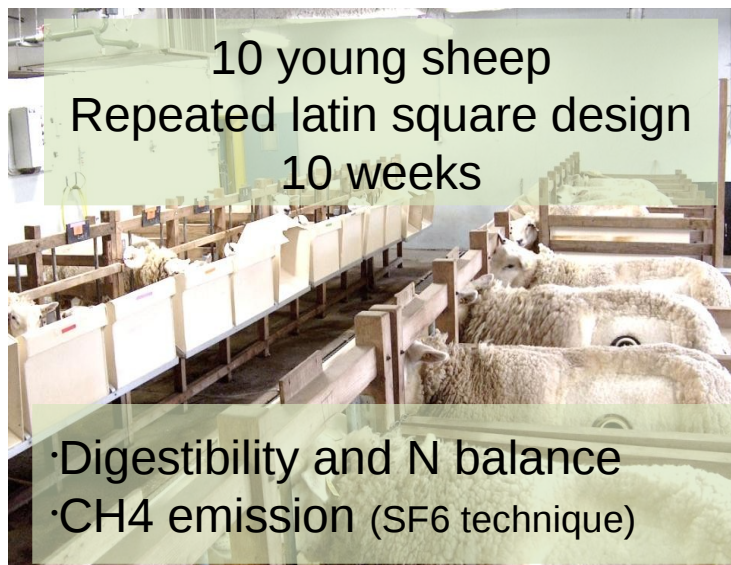 10 young sheep
Repeated latin square design
10 weeks
·Digestibility and N balance
·CH4 emission (SF6 technique)